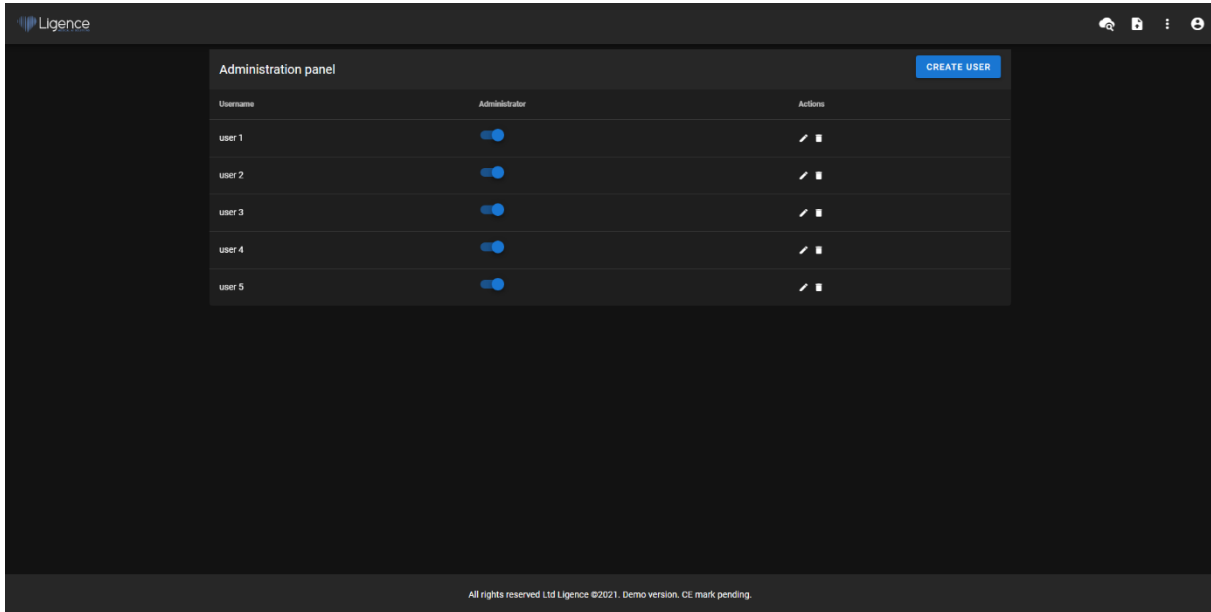 Ligence
Administration panel
CREATE USER
Username Administrator Actions
user 1
user 2
user 3
user 4
user 5
All rights reserved Ltd Ligence ©2021. Demo version. CE mark pending.